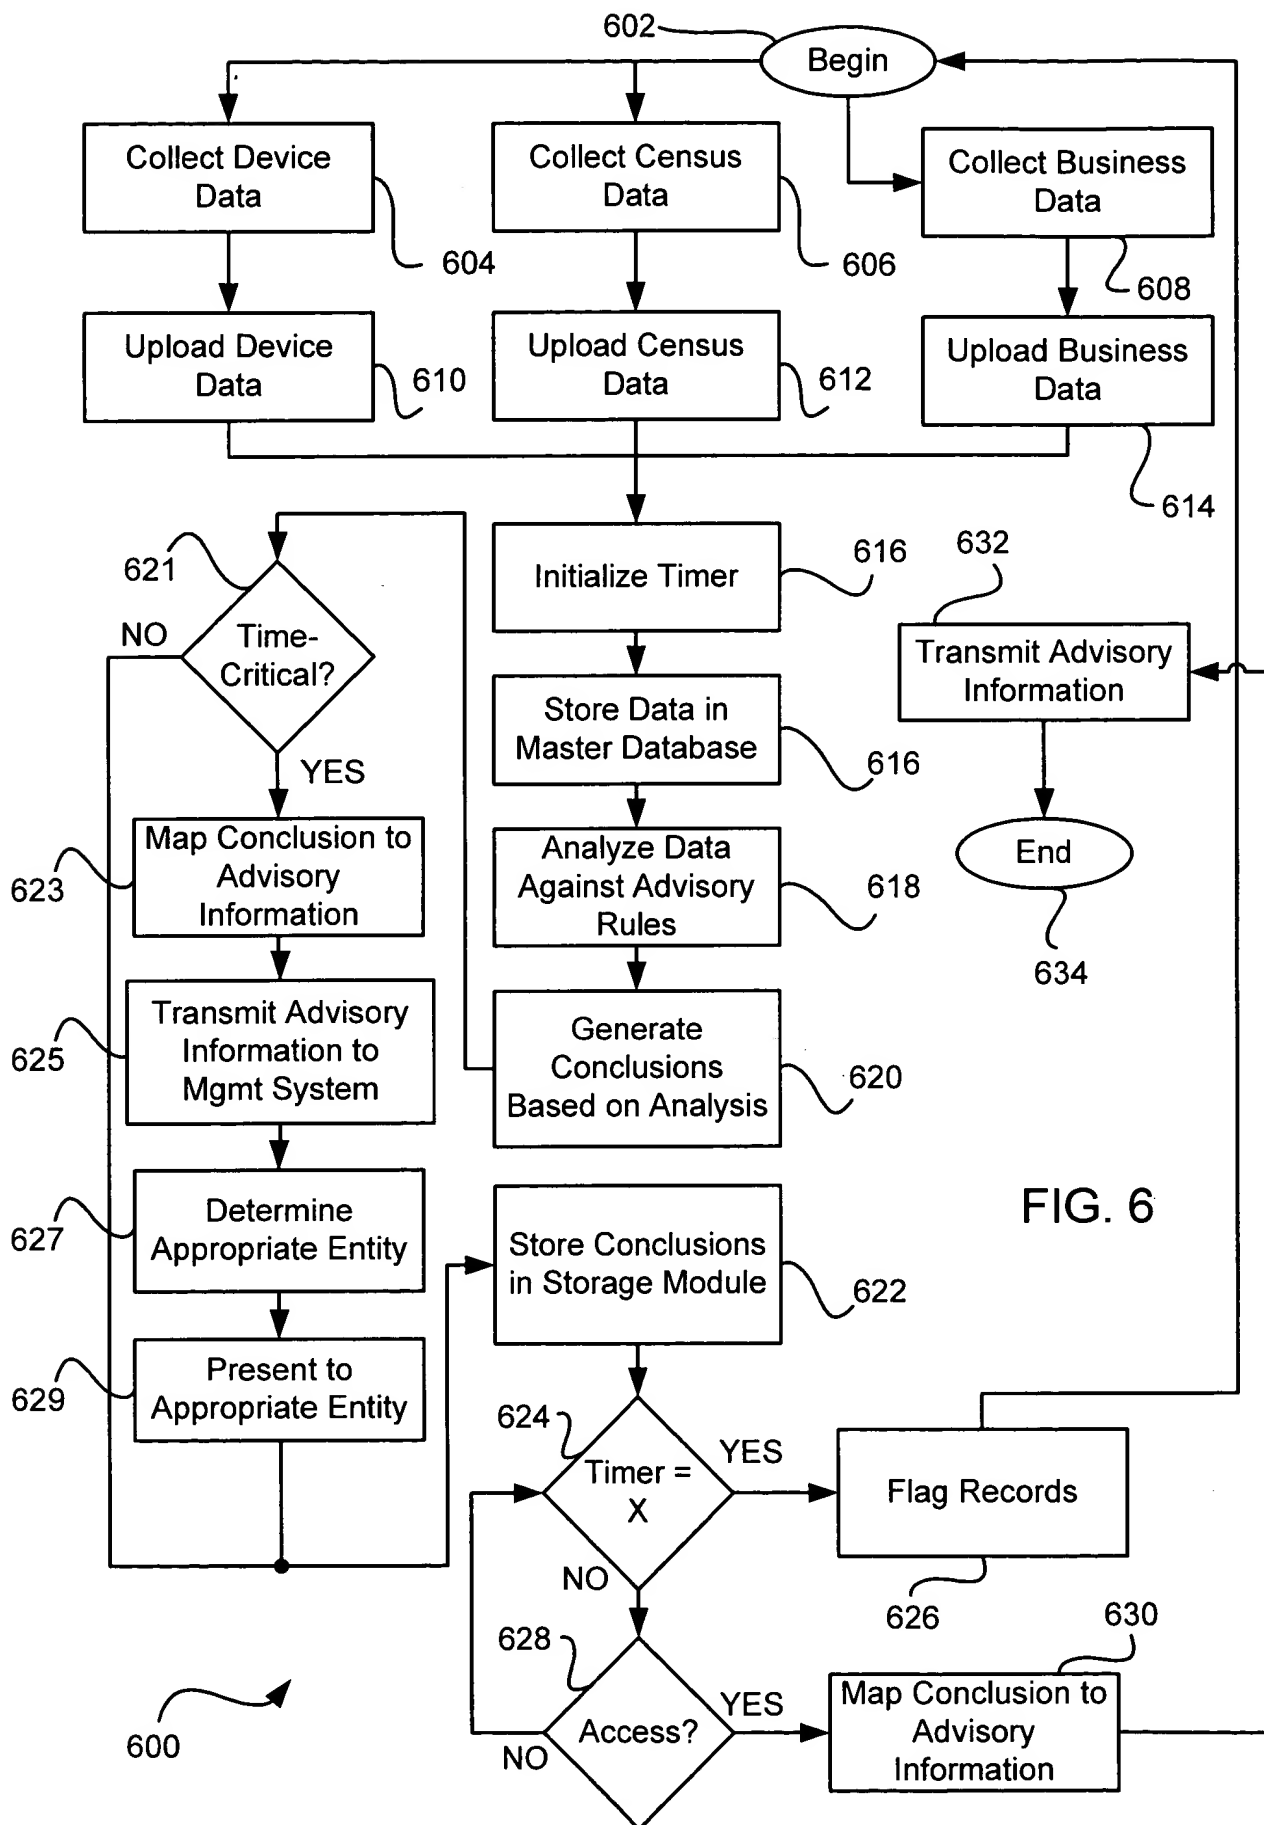 602
Begin
Collect Device
Data
604
Collect Census
Data
606
Collect Business
Data
608
Upload Device
Data
610
Upload Census
Data
612
Upload Business
Data
614
621
NO
Time-
Critical?
YES
Initialize Timer
616
632
Transmit Advisory
Information
Store Data in
Master Database
616
End
634
Map Conclusion to
Advisory
Information
623
Analyze Data
Against Advisory
Rules
618
Transmit Advisory
Information to
Mgmt System
625
Generate
Conclusions
Based on Analysis
620
Determine
Appropriate Entity
627
Store Conclusions
in Storage Module
622
FIG. 6
Present to
Appropriate Entity
629
624
Timer =
X
YES
NO
Flag Records
626
628
Access?
YES
NO
630
Map Conclusion to
Advisory
Information
600